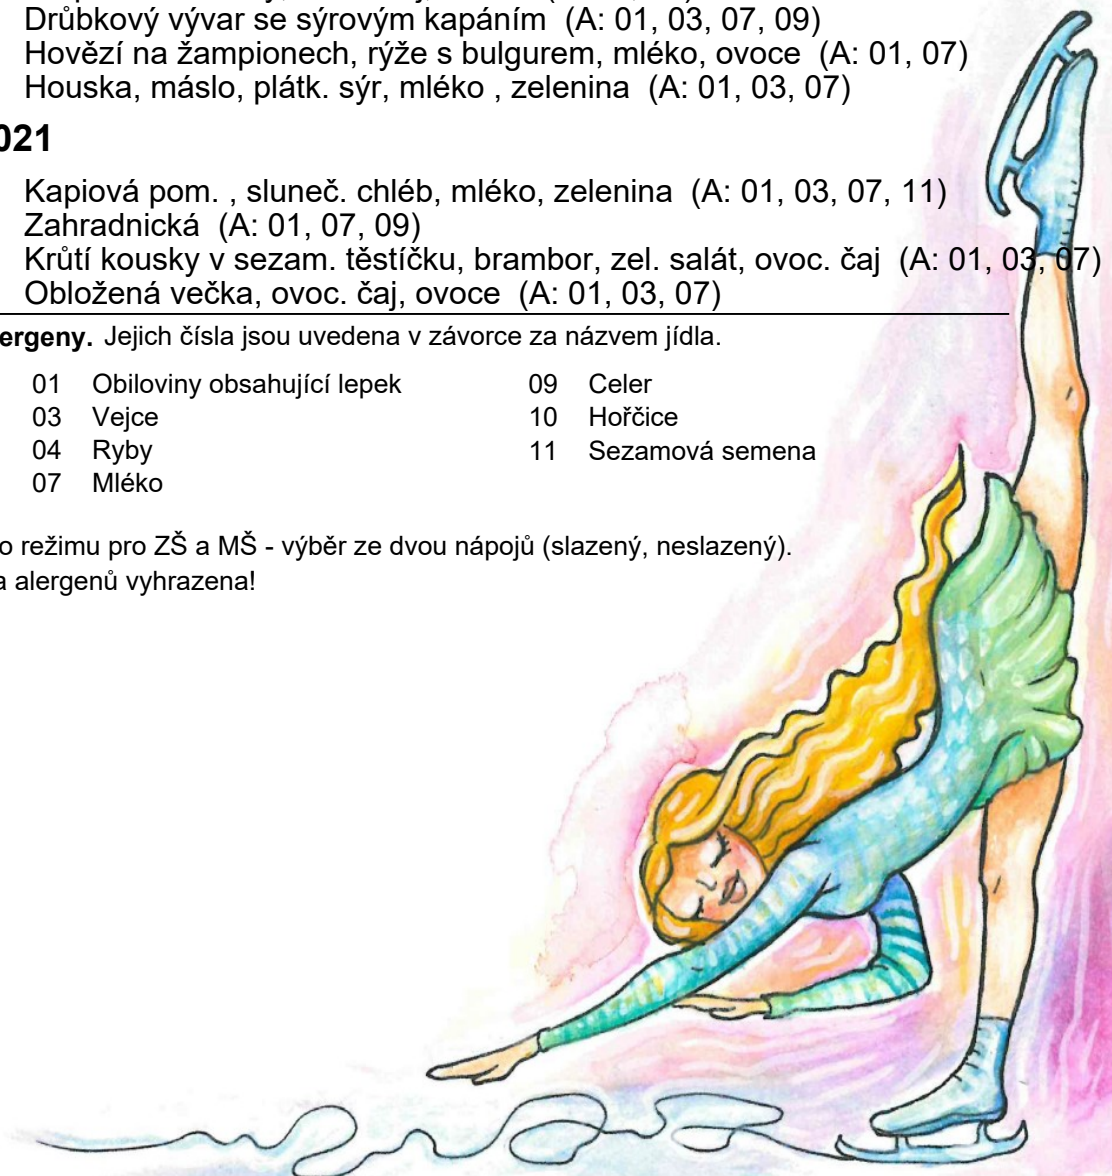 Drůbkový vývar se sýrovým kapáním (A: 01, 03, 07, 09)
Hovězí na žampionech, rýže s bulgurem, mléko, ovoce (A: 01, 07)
Houska, máslo, plátk. sýr, mléko , zelenina (A: 01, 03, 07)
021
Kapiová pom. , sluneč. chléb, mléko, zelenina (A: 01, 03, 07, 11)
Zahradnická (A: 01, 07, 09)
Krůtí kousky v sezam. těstíčku, brambor, zel. salát, ovoc. čaj (A: 01, 03, 07)
Obložená večka, ovoc. čaj, ovoce (A: 01, 03, 07)
ergeny. Jejich čísla jsou uvedena v závorce za názvem jídla.
01 Obiloviny obsahující lepek 09 Celer
03 Vejce 10 Hořčice
04 Ryby 11 Sezamová semena
07 Mléko
o režimu pro ZŠ a MŠ - výběr ze dvou nápojů (slazený, neslazený).
a alergenů vyhrazena!